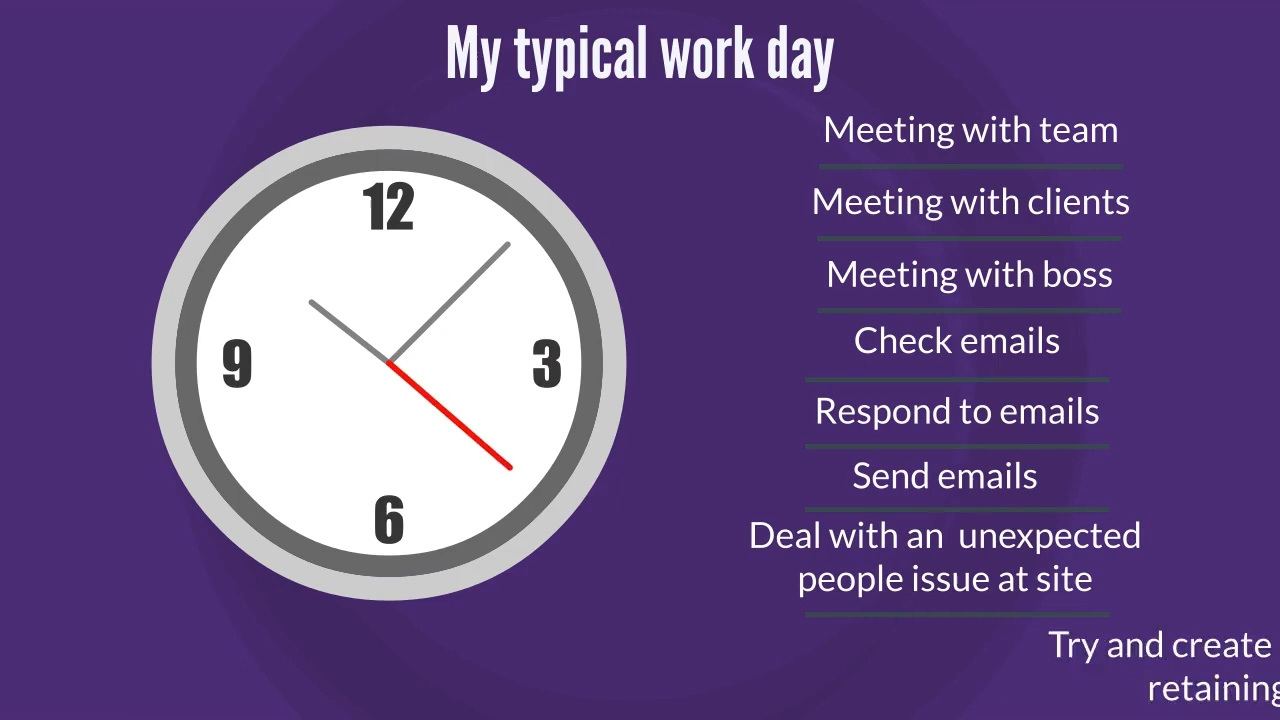 My typical work day
12
9
3
6
Meeting with team
Meeting with clients
Meeting with boss
Check emails
Respond to emails
Send emails
Deal with an unexpected
people issue at site
Try and create
retaining